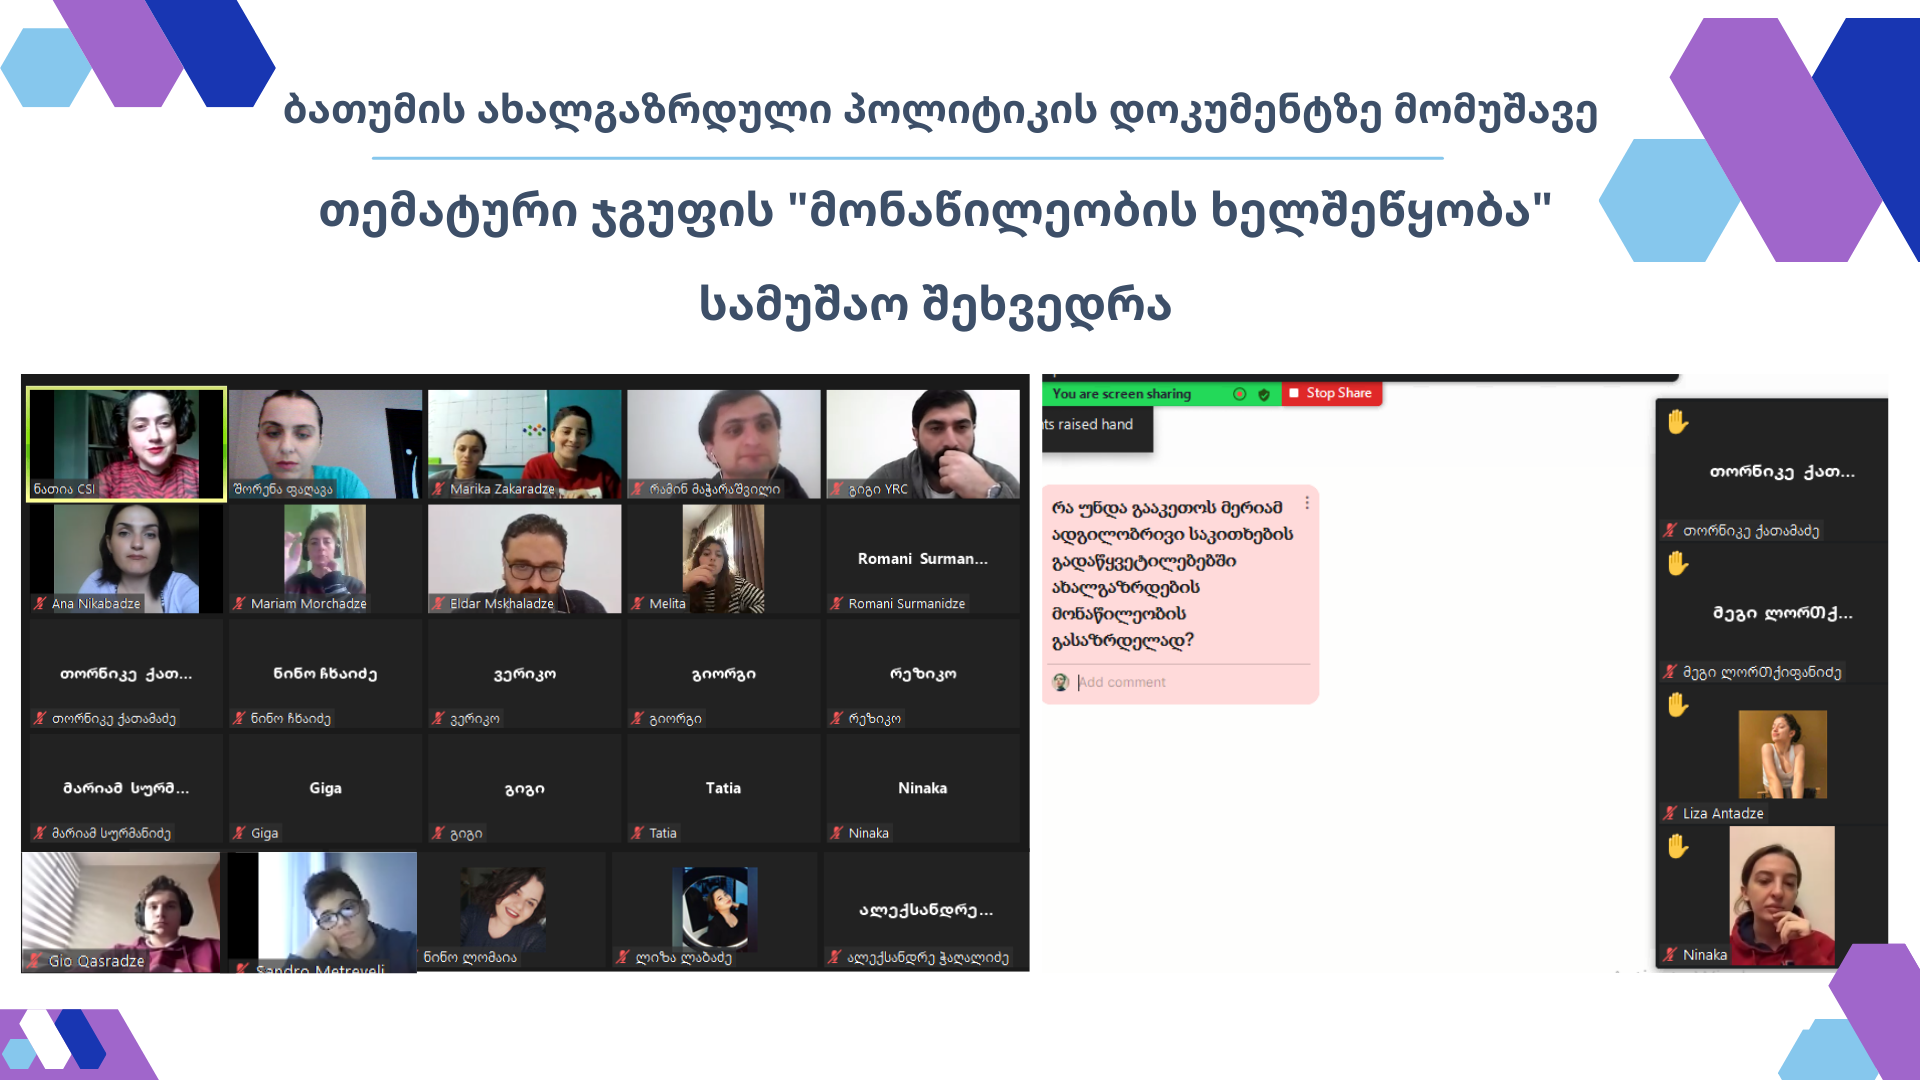 ბათუმის ახალგაზრდული პოლიტიკის დოკუმენტზე მომუშავე
თემატური ჯგუფის "მონაწილეობის ხელშეწყობა"
სამუშაო შეხვედრა
ნათია CSI
შორენა ფაღავა
Marika Zakaradze
რამინ მაჭარაშვილი
გიგი YRC
Ana Nikabadze
Mariam Morchadze
Eldar Mskhaladze
Melita
Romani Surman...
Romani Surmanidze
თორნიკე ქათ...
თორნიკე ქათამაძე
ნინო ჩხაიძე
ნინო ჩხაიძე
ვერიკო
ვერიკო
გიორგი
გიორგი
რეზიკო
რეზიკო
მარიამ სურმ...
მარიამ სურმანიძე
Giga
Giga
გიგი
გიგი
Tatia
Tatia
Ninaka
Ninaka
Gio Qasradze
Sandro Metreveli
ნინო ლომაია
ლიზა ლაბაძე
ალექსანდრე...
ალექსანდრე ჭაღალიძე
You are screen sharing
Stop Share
ts raised hand
რა უნდა გააკეთოს მერიამ
ადგილობრივი საკითხების
გადაწყვეტილებებში
ახალგაზრდების
მონაწილეობის
გასაზრდელად?
Add comment
თორნიკე ქათ...
თორნიკე ქათამაძე
მეგი ლორთქ...
მეგი ლორთქიფანიძე
Liza Antadze
Ninaka